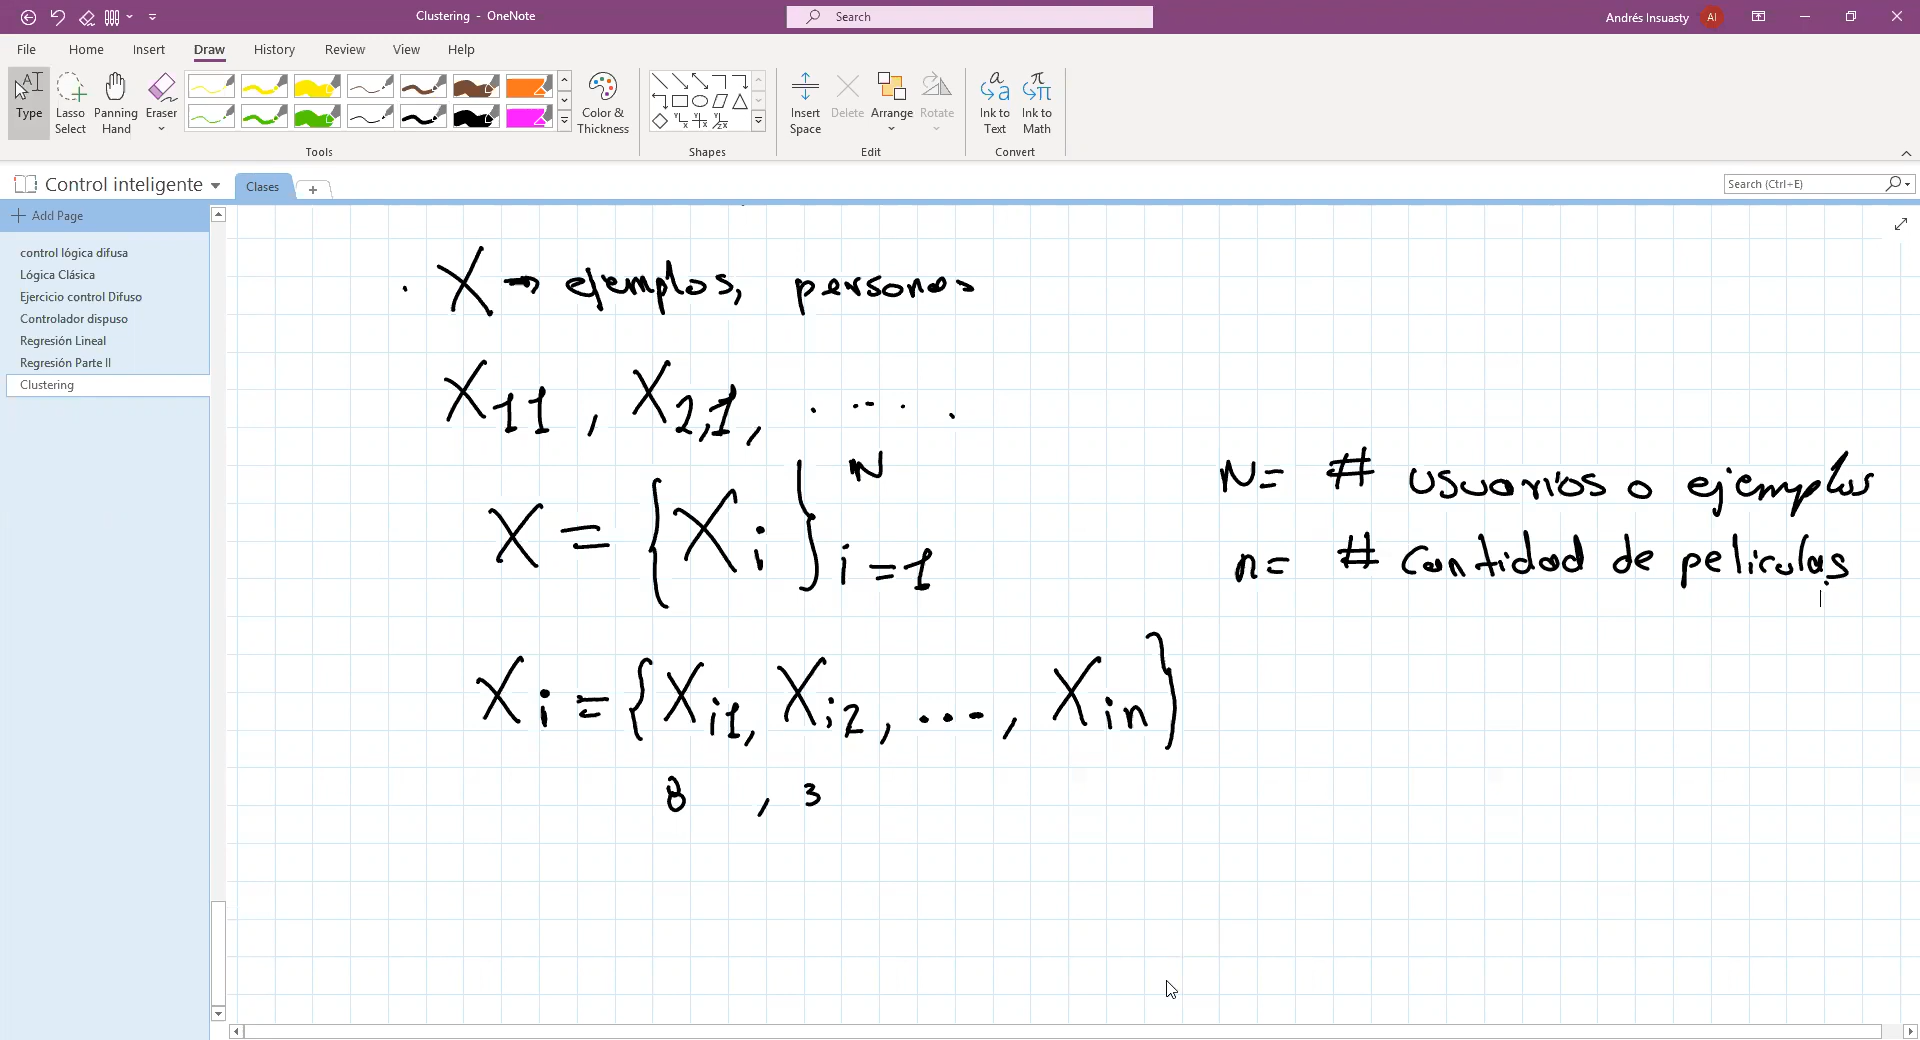 Clustering - OneNote
Search
Andrés Insuasty
AI
File Home Insert Draw History Review View Help
Type
Lasso Select
Panning Hand
Eraser
Color & Thickness
Insert Space
Delete
Arrange
Rotate
Ink to Text
Ink to Math
Tools
Shapes
Edit
Convert
Control inteligente
Clases
Search (Ctrl+E)
Add Page
control lógica difusa
Lógica Clásica
Ejercicio control Difuso
Controlador dispuso
Regresión Lineal
Regresión Parte II
Clustering
. X → ejemplos, personas
X11 , X2,1, . ... . .
X = {Xi}N i=1
N= # usuarios o ejemplos
n= # cantidad de peliculas
Xi = {Xi1, Xi2, ..., Xin}
8 , 3